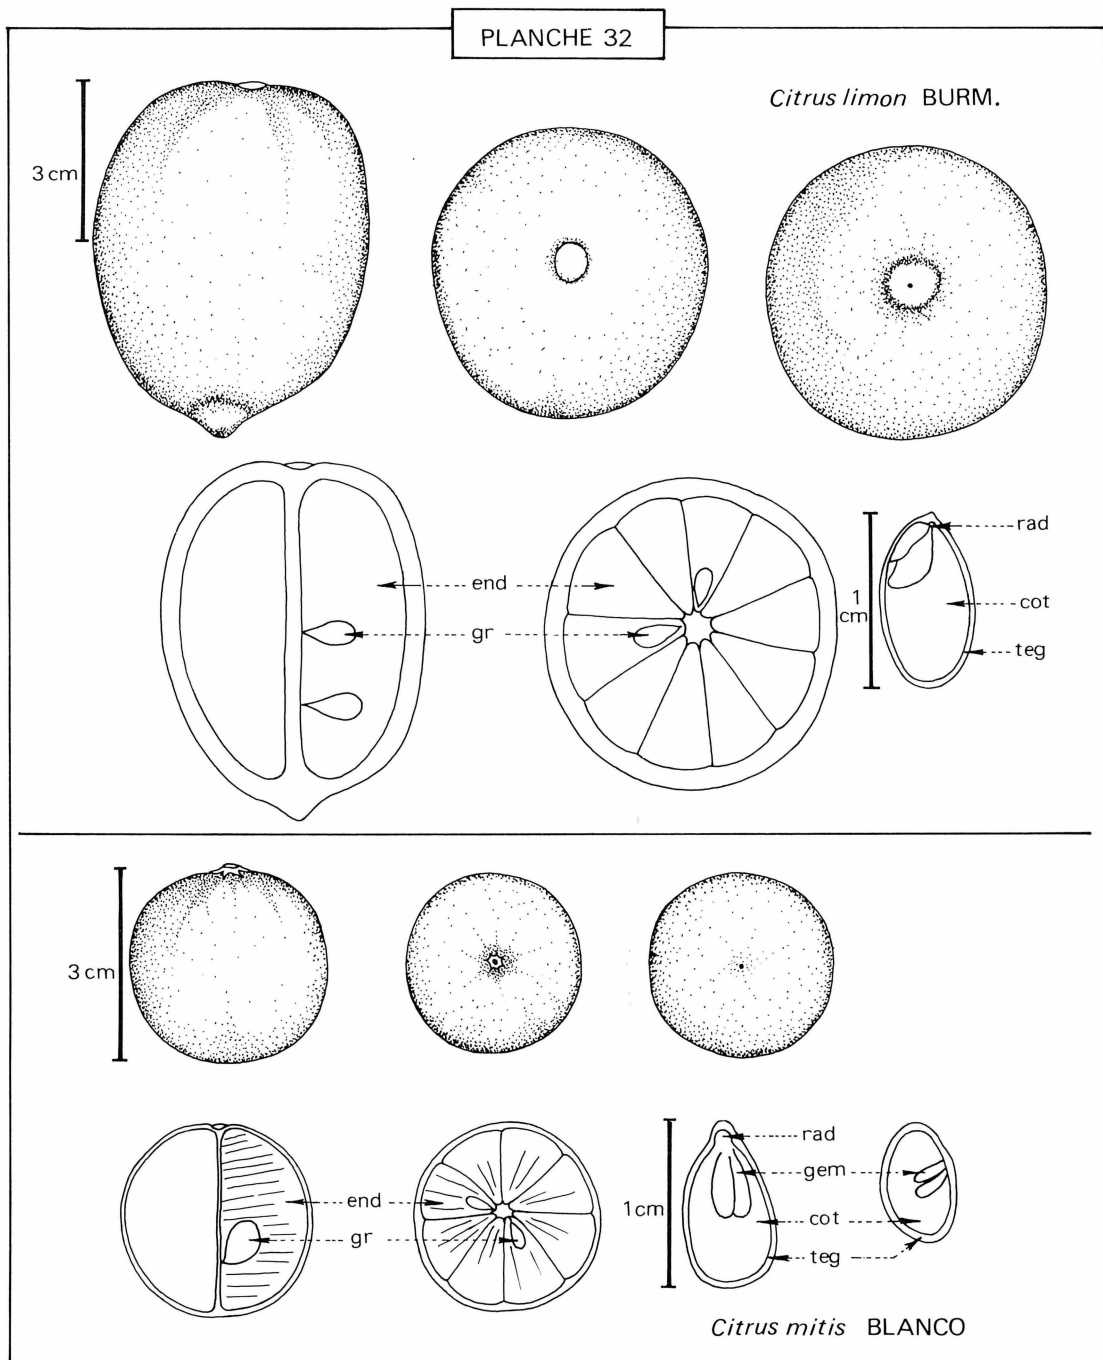 PLANCHE 32
Citrus limon BURM.
3 cm
end
gr
1
cm
rad
cot
teg
3 cm
end
gr
1cm
rad
gem
cot
teg
Citrus mitis BLANCO